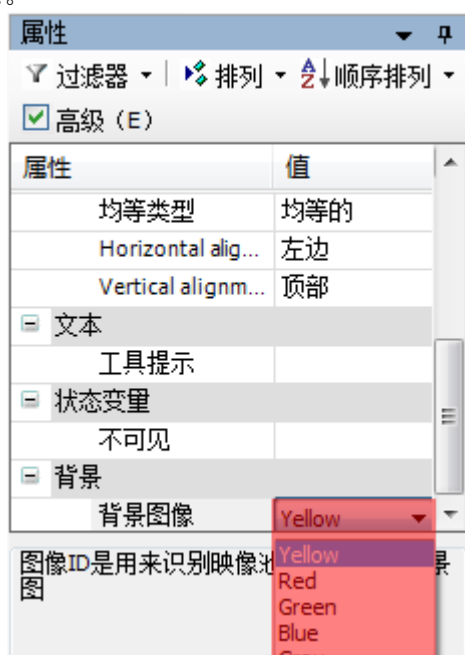 属性
过滤器 排列 顺序排列
高级（E）
属性 值
均等类型 均等的
Horizontal alig... 左边
Vertical alignm... 顶部
文本
工具提示
状态变量
不可见
背景
背景图像 Yellow
Yellow
图像ID是用来识别映像池 景
图
Red
Green
Blue